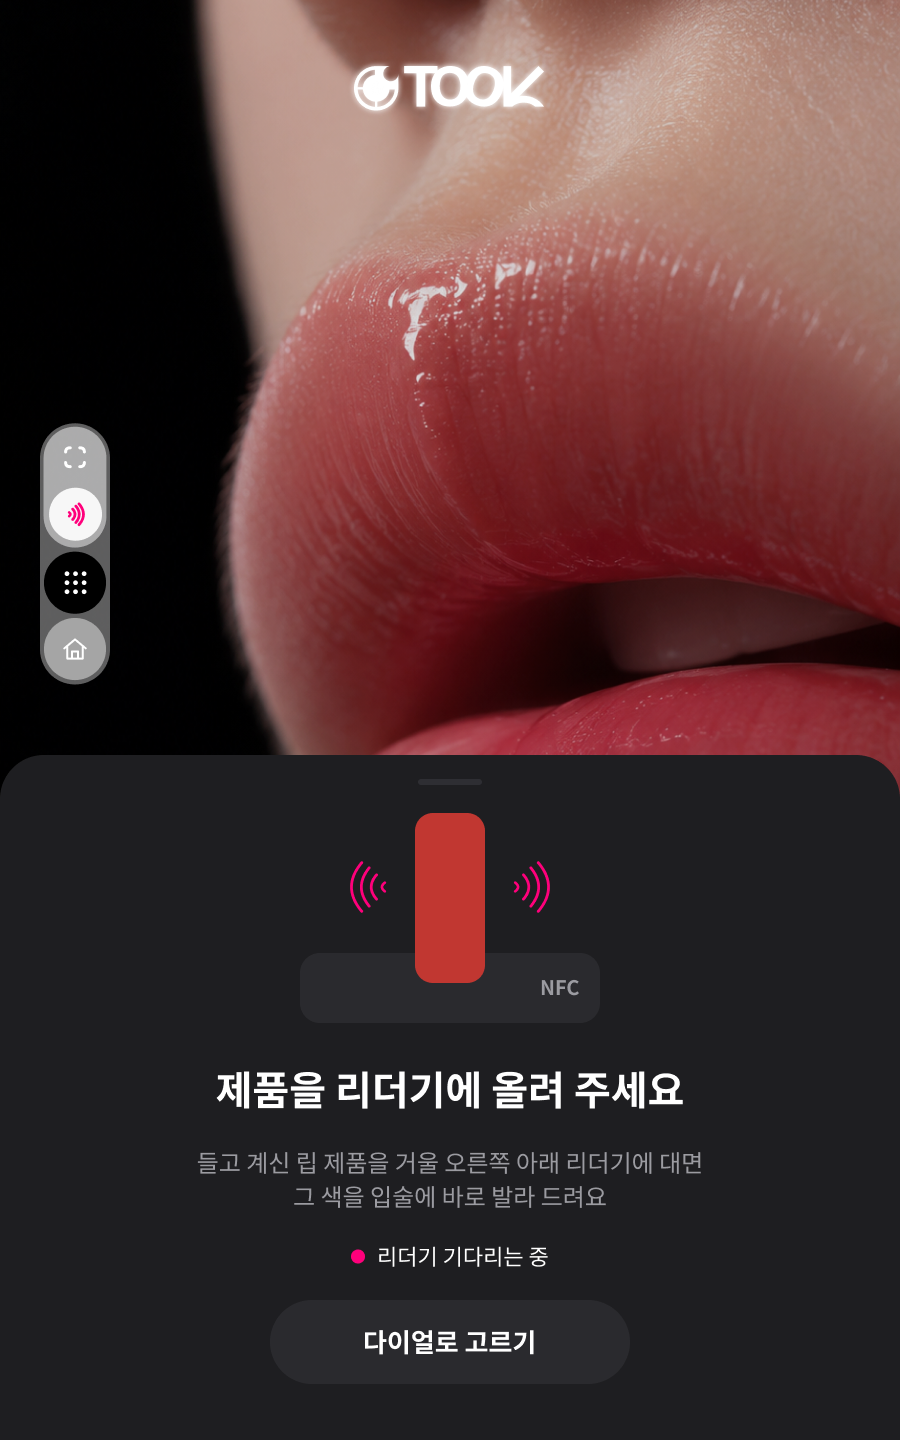 TOOK
NFC
제품을 리더기에 올려 주세요
들고 계신 립 제품을 거울 오른쪽 아래 리더기에 대면
그 색을 입술에 바로 발라 드려요
리더기 기다리는 중
다이얼로 고르기